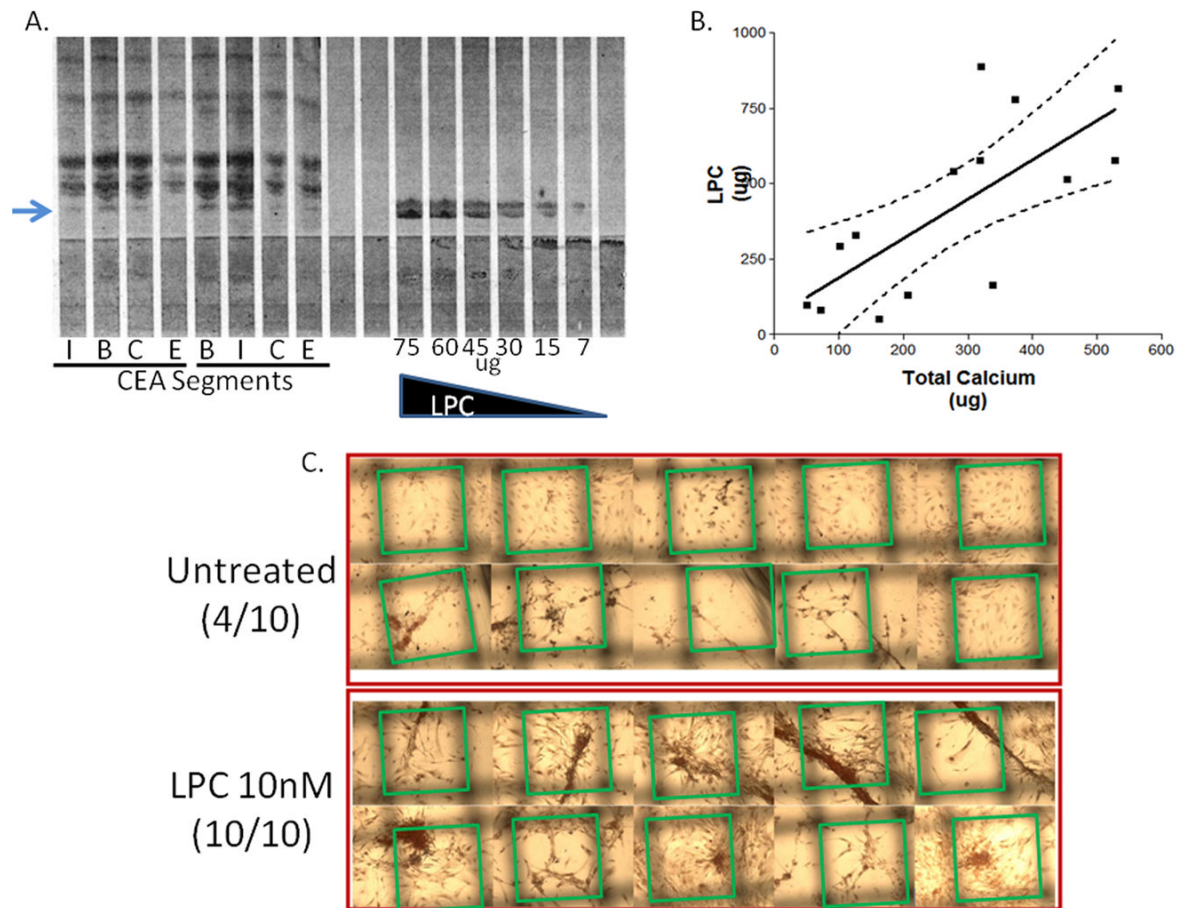 A.
I B C E B I C E
CEA Segments
75 60 45 30 15 7
ug
LPC
B.
1000
750
500
250
0
LPC
(ug)
0 100 200 300 400 500 600
Total Calcium
(ug)
C.
Untreated
(4/10)
LPC 10nM
(10/10)